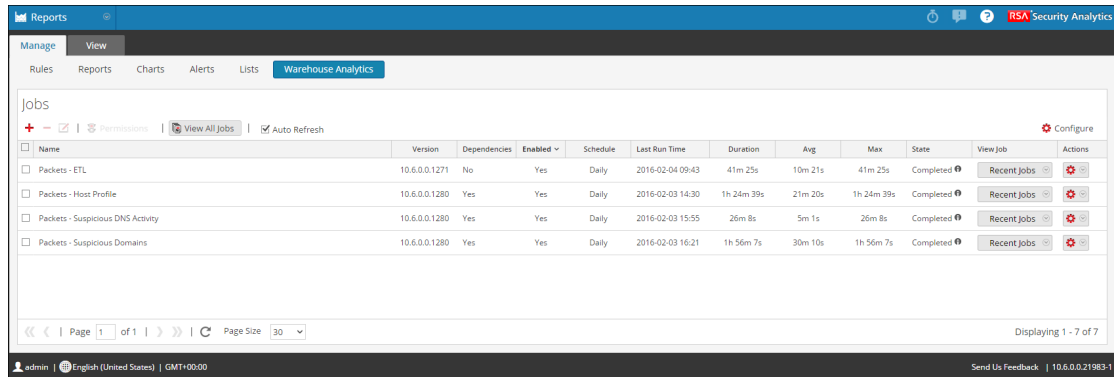 Reports RSA Security Analytics
Manage View
Rules Reports Charts Alerts Lists Warehouse Analytics
Jobs
Permissions View All Jobs Auto Refresh Configure
Name Version Dependencies Enabled Schedule Last Run Time Duration Avg Max State View Job Actions
Packets - ETL 10.6.0.0.1271 No Yes Daily 2016-02-04 09:43 41m 25s 10m 21s 41m 25s Completed Recent Jobs
Packets - Host Profile 10.6.0.0.1280 Yes Yes Daily 2016-02-03 14:30 1h 24m 39s 21m 20s 1h 24m 39s Completed Recent Jobs
Packets - Suspicious DNS Activity 10.6.0.0.1280 Yes Yes Daily 2016-02-03 15:55 26m 8s 5m 1s 26m 8s Completed Recent Jobs
Packets - Suspicious Domains 10.6.0.0.1280 Yes Yes Daily 2016-02-03 16:21 1h 56m 7s 30m 10s 1h 56m 7s Completed Recent Jobs
Page 1 of 1 Page Size 30 Displaying 1 - 7 of 7
admin | English (United States) | GMT+00:00 Send Us Feedback | 10.6.0.0.21983-1